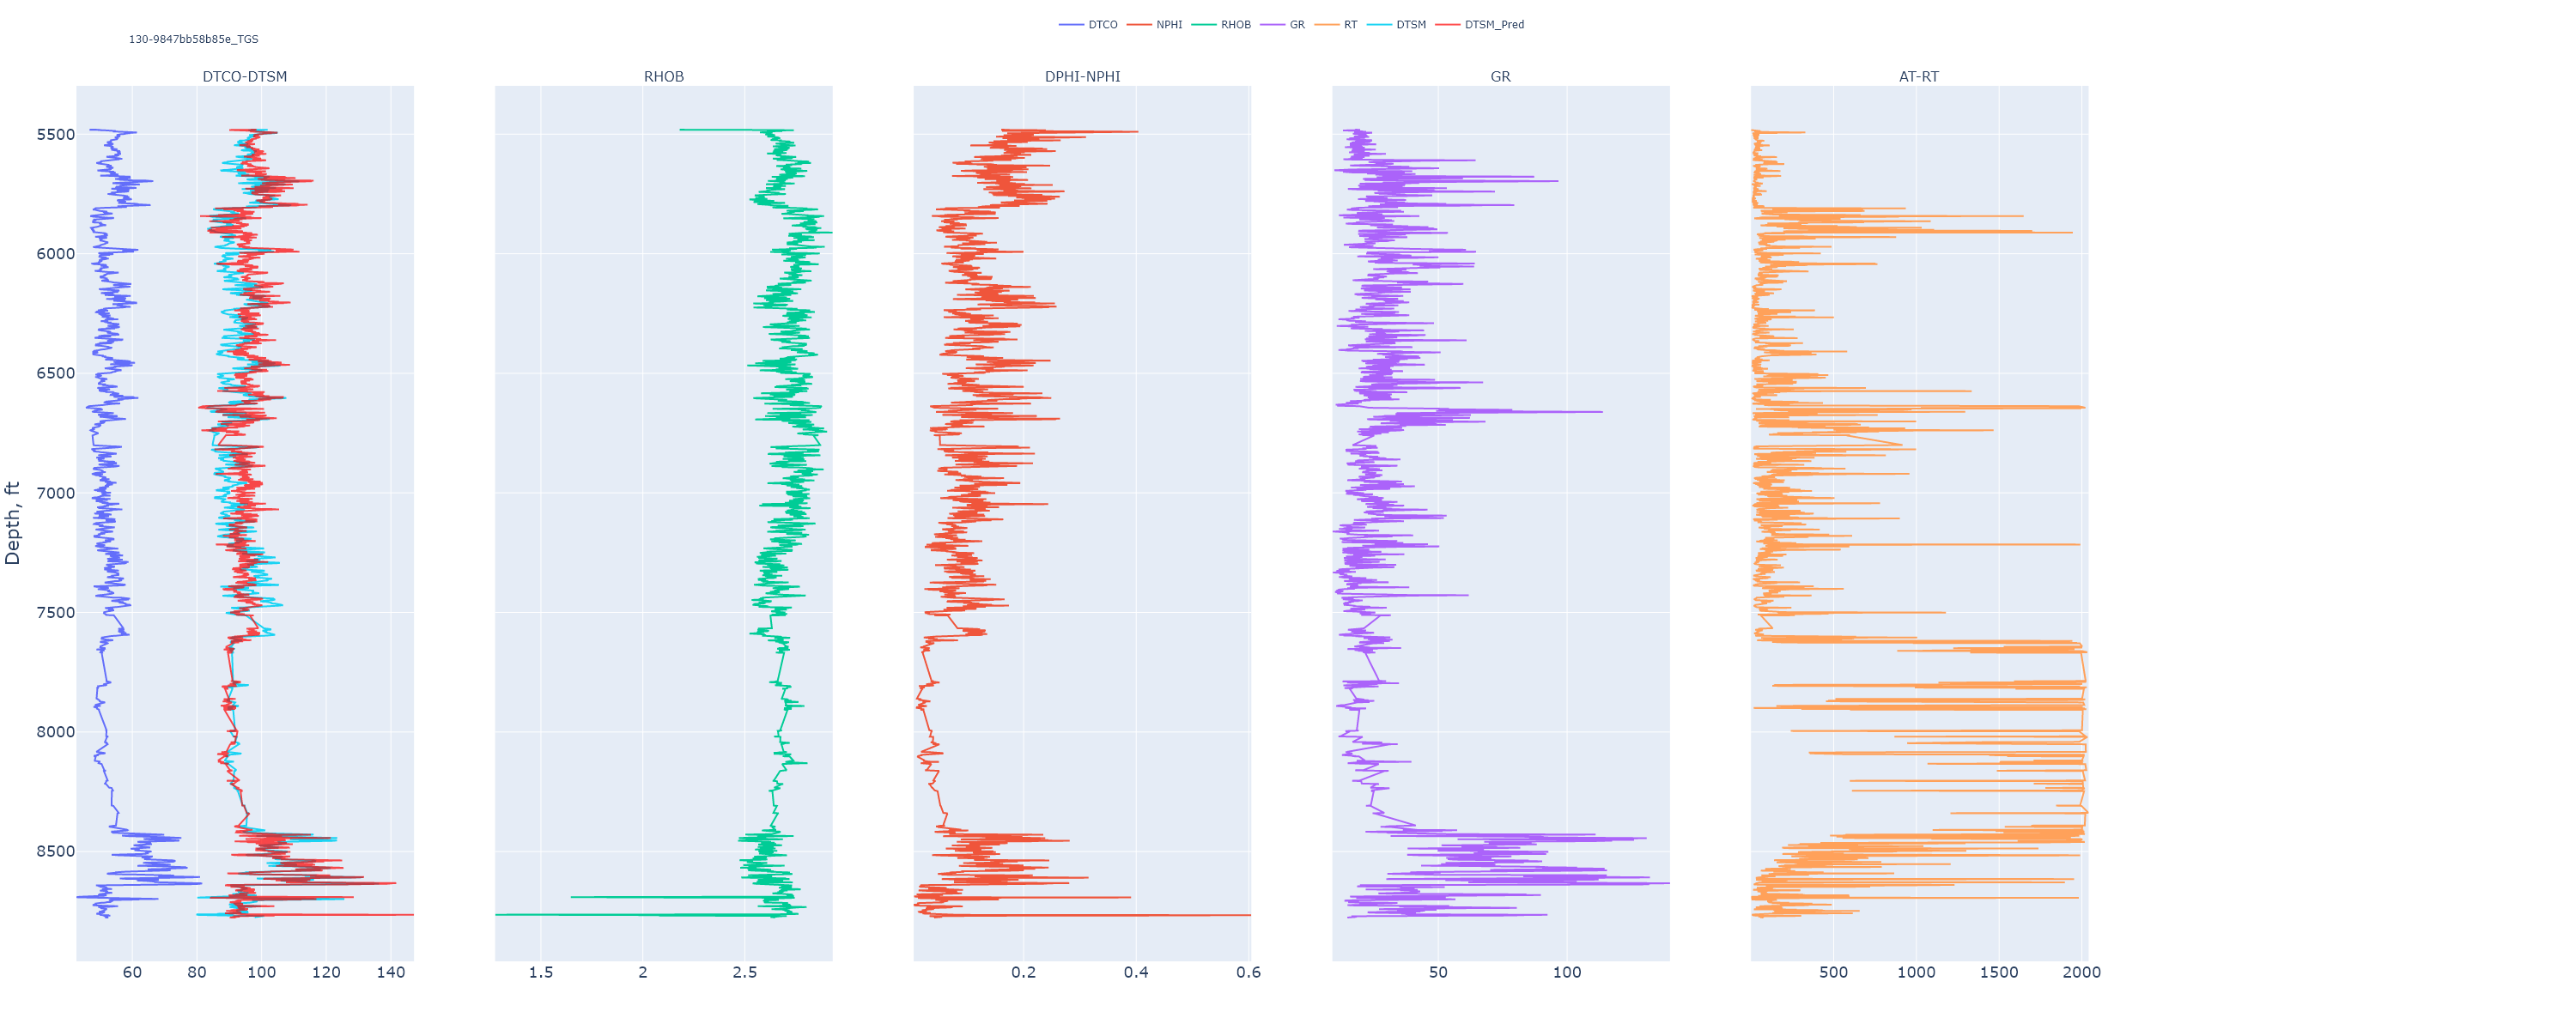 DTCO NPHI RHOB GR RT DTSM DTSM_Pred
130-9847bb58b85e_TGS
DTCO-DTSM RHOB DPHI-NPHI GR AT-RT
5500
6000
6500
7000
7500
8000
8500
Depth, ft
60 80 100 120 140 1.5 2 2.5 0.2 0.4 0.6 50 100 500 1000 1500 2000